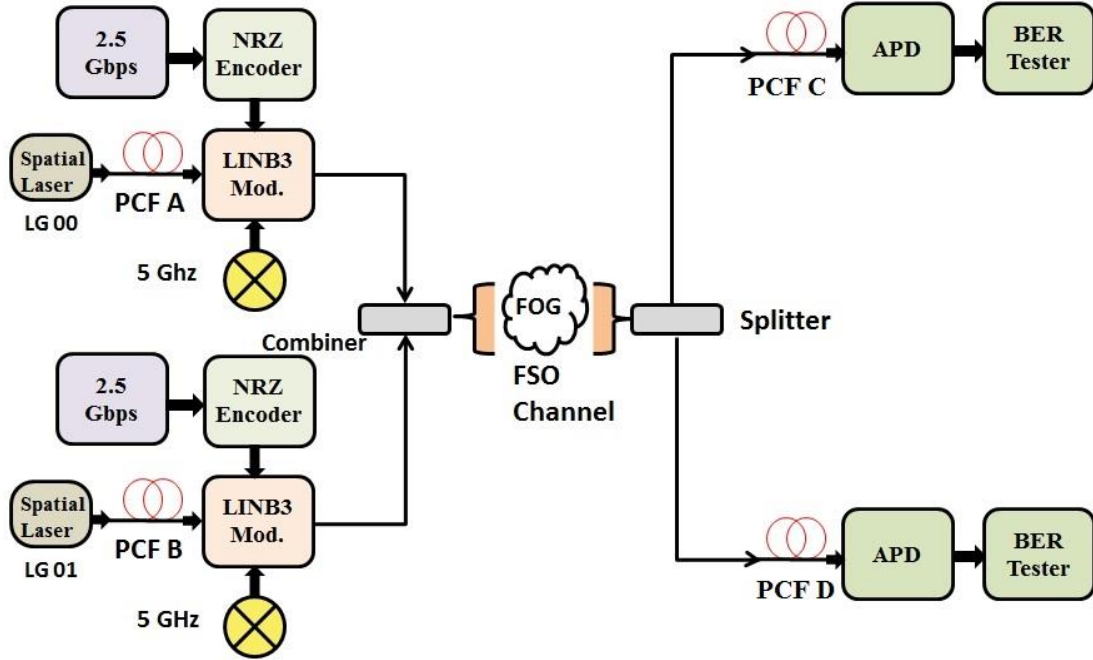 2.5
Gbps
NRZ
Encoder
Spatial
Laser
LG 00
PCF A
LINB3
Mod.
5 Ghz
Combiner
2.5
Gbps
NRZ
Encoder
Spatial
Laser
LG 01
PCF B
LINB3
Mod.
5 GHz
FOG
FSO
Channel
Splitter
PCF C
APD
BER
Tester
PCF D
APD
BER
Tester